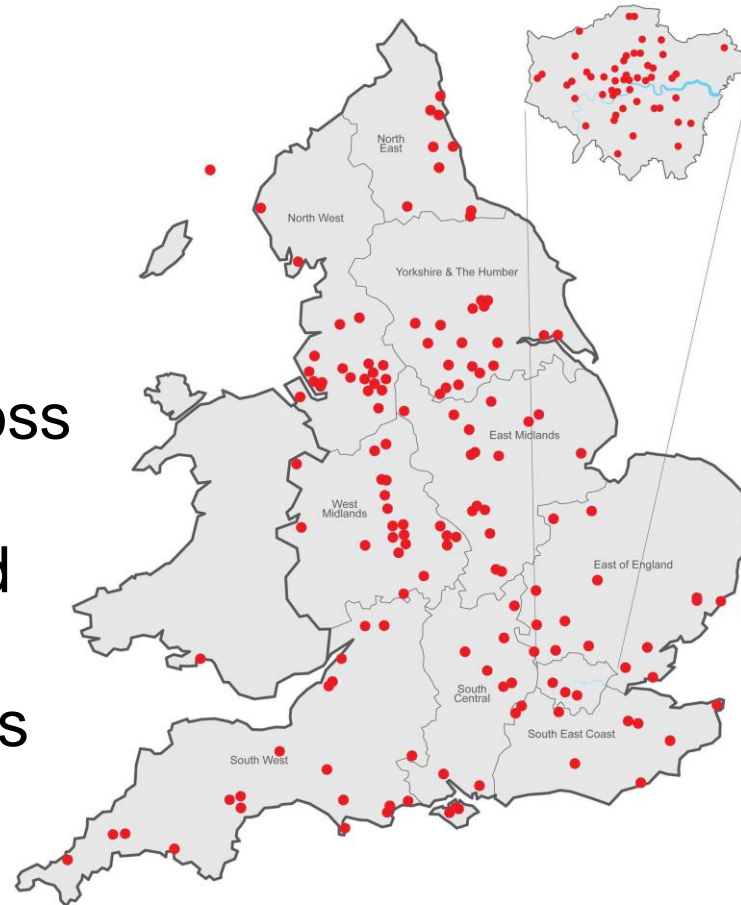 North
East
North West
Yorkshire & The Humber
oss
East Midlands
West
Midlands
d
East of England
South
Central
s
South East Coast
South West